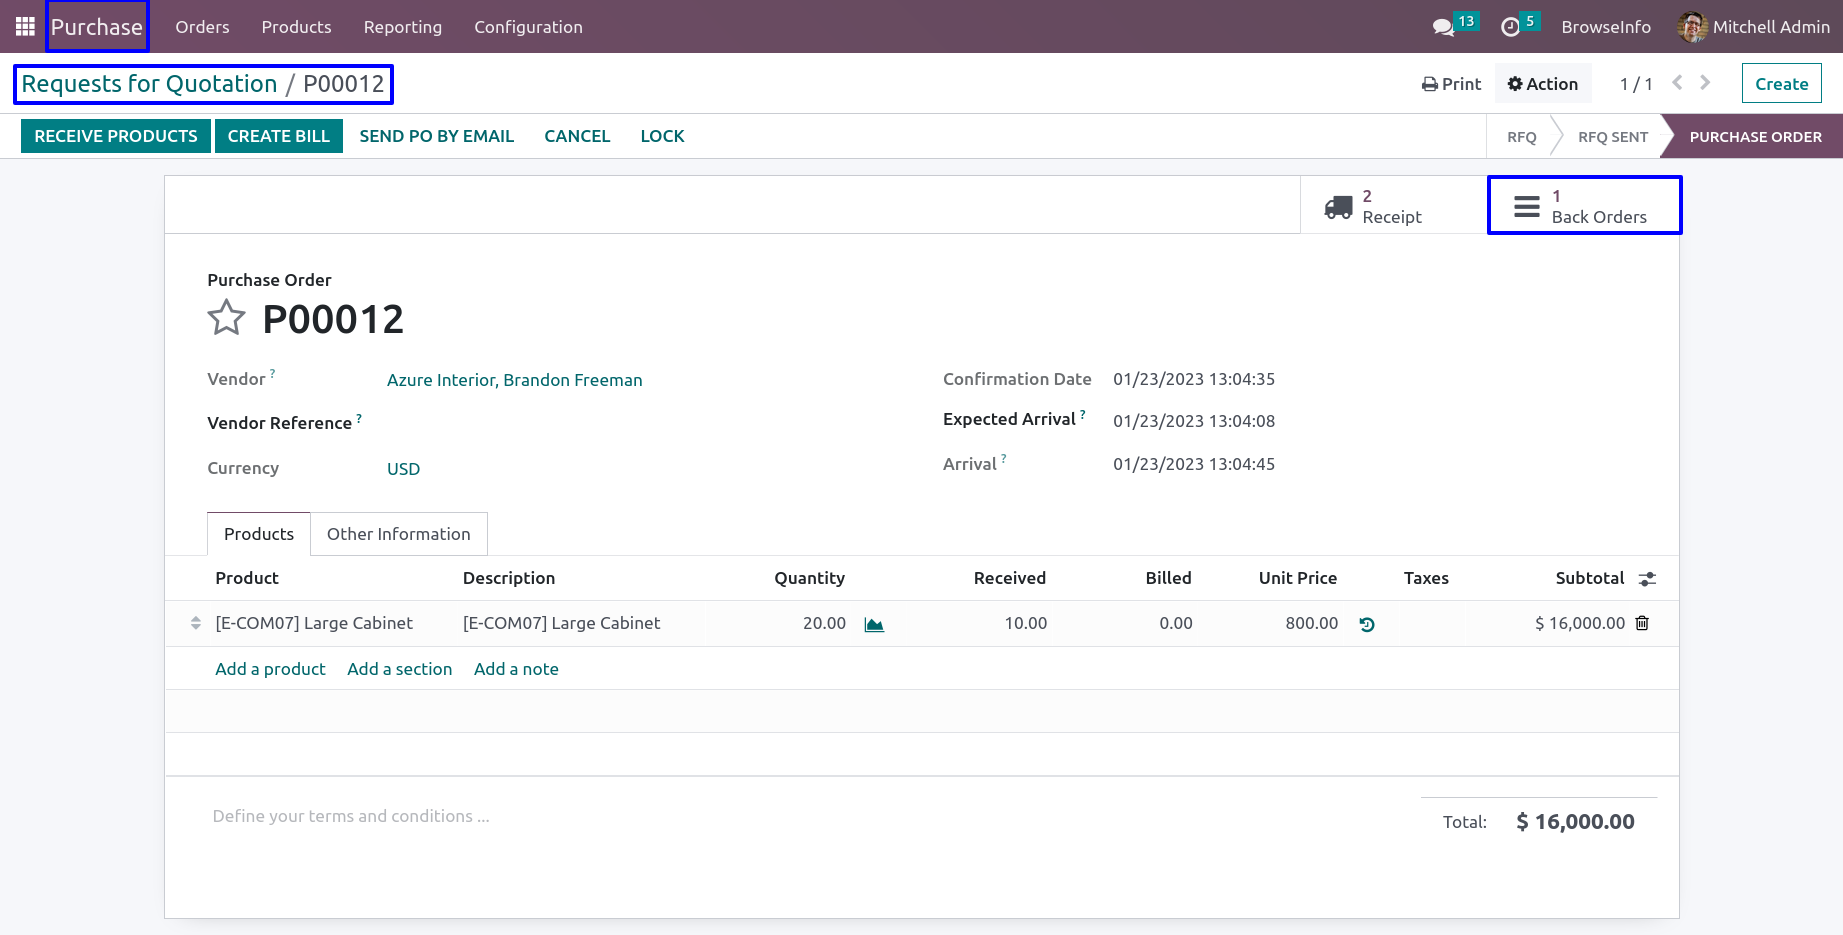 Purchase Orders Products Reporting Configuration 13 5 BrowseInfo Mitchell Admin
Requests for Quotation / P00012 Print Action 1 / 1 Create
RECEIVE PRODUCTS CREATE BILL SEND PO BY EMAIL CANCEL LOCK RFQ RFQ SENT PURCHASE ORDER
2 Receipt
1 Back Orders
Purchase Order
P00012
Vendor ? Azure Interior, Brandon Freeman Confirmation Date 01/23/2023 13:04:35
Vendor Reference ? Expected Arrival ? 01/23/2023 13:04:08
Currency USD Arrival ? 01/23/2023 13:04:45
Products Other Information
Product Description Quantity Received Billed Unit Price Taxes Subtotal
[E-COM07] Large Cabinet [E-COM07] Large Cabinet 20.00 10.00 0.00 800.00 $ 16,000.00
Add a product Add a section Add a note
Define your terms and conditions ...
Total: $ 16,000.00